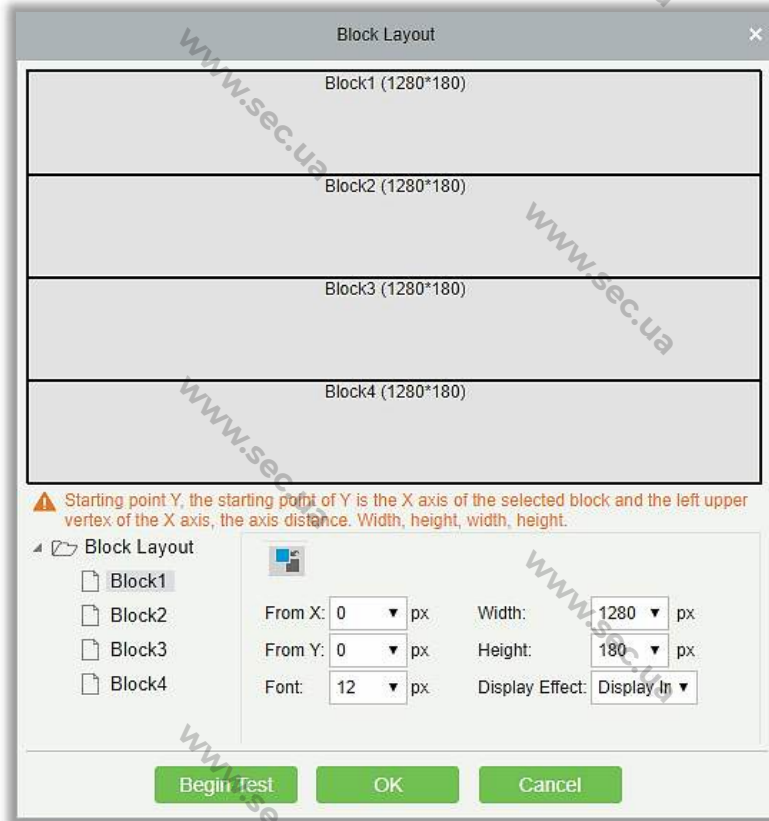 Block Layout
www.sec.ua
Block1 (1280*180)
Block2 (1280*180)
www.sec.ua
Block3 (1280*180)
Block4 (1280*180)
www.sec.ua
Starting point Y, the starting point of Y is the X axis of the selected block and the left upper
vertex of the X axis, the axis distance. Width, height, width, height.
Block Layout
Block1
Block2
Block3
Block4
www.sec.ua
From X: 0 px Width: 1280 px
From Y: 0 px Height: 180 px
Font: 12 px Display Effect: Display In
Begin Test OK Cancel
www.se